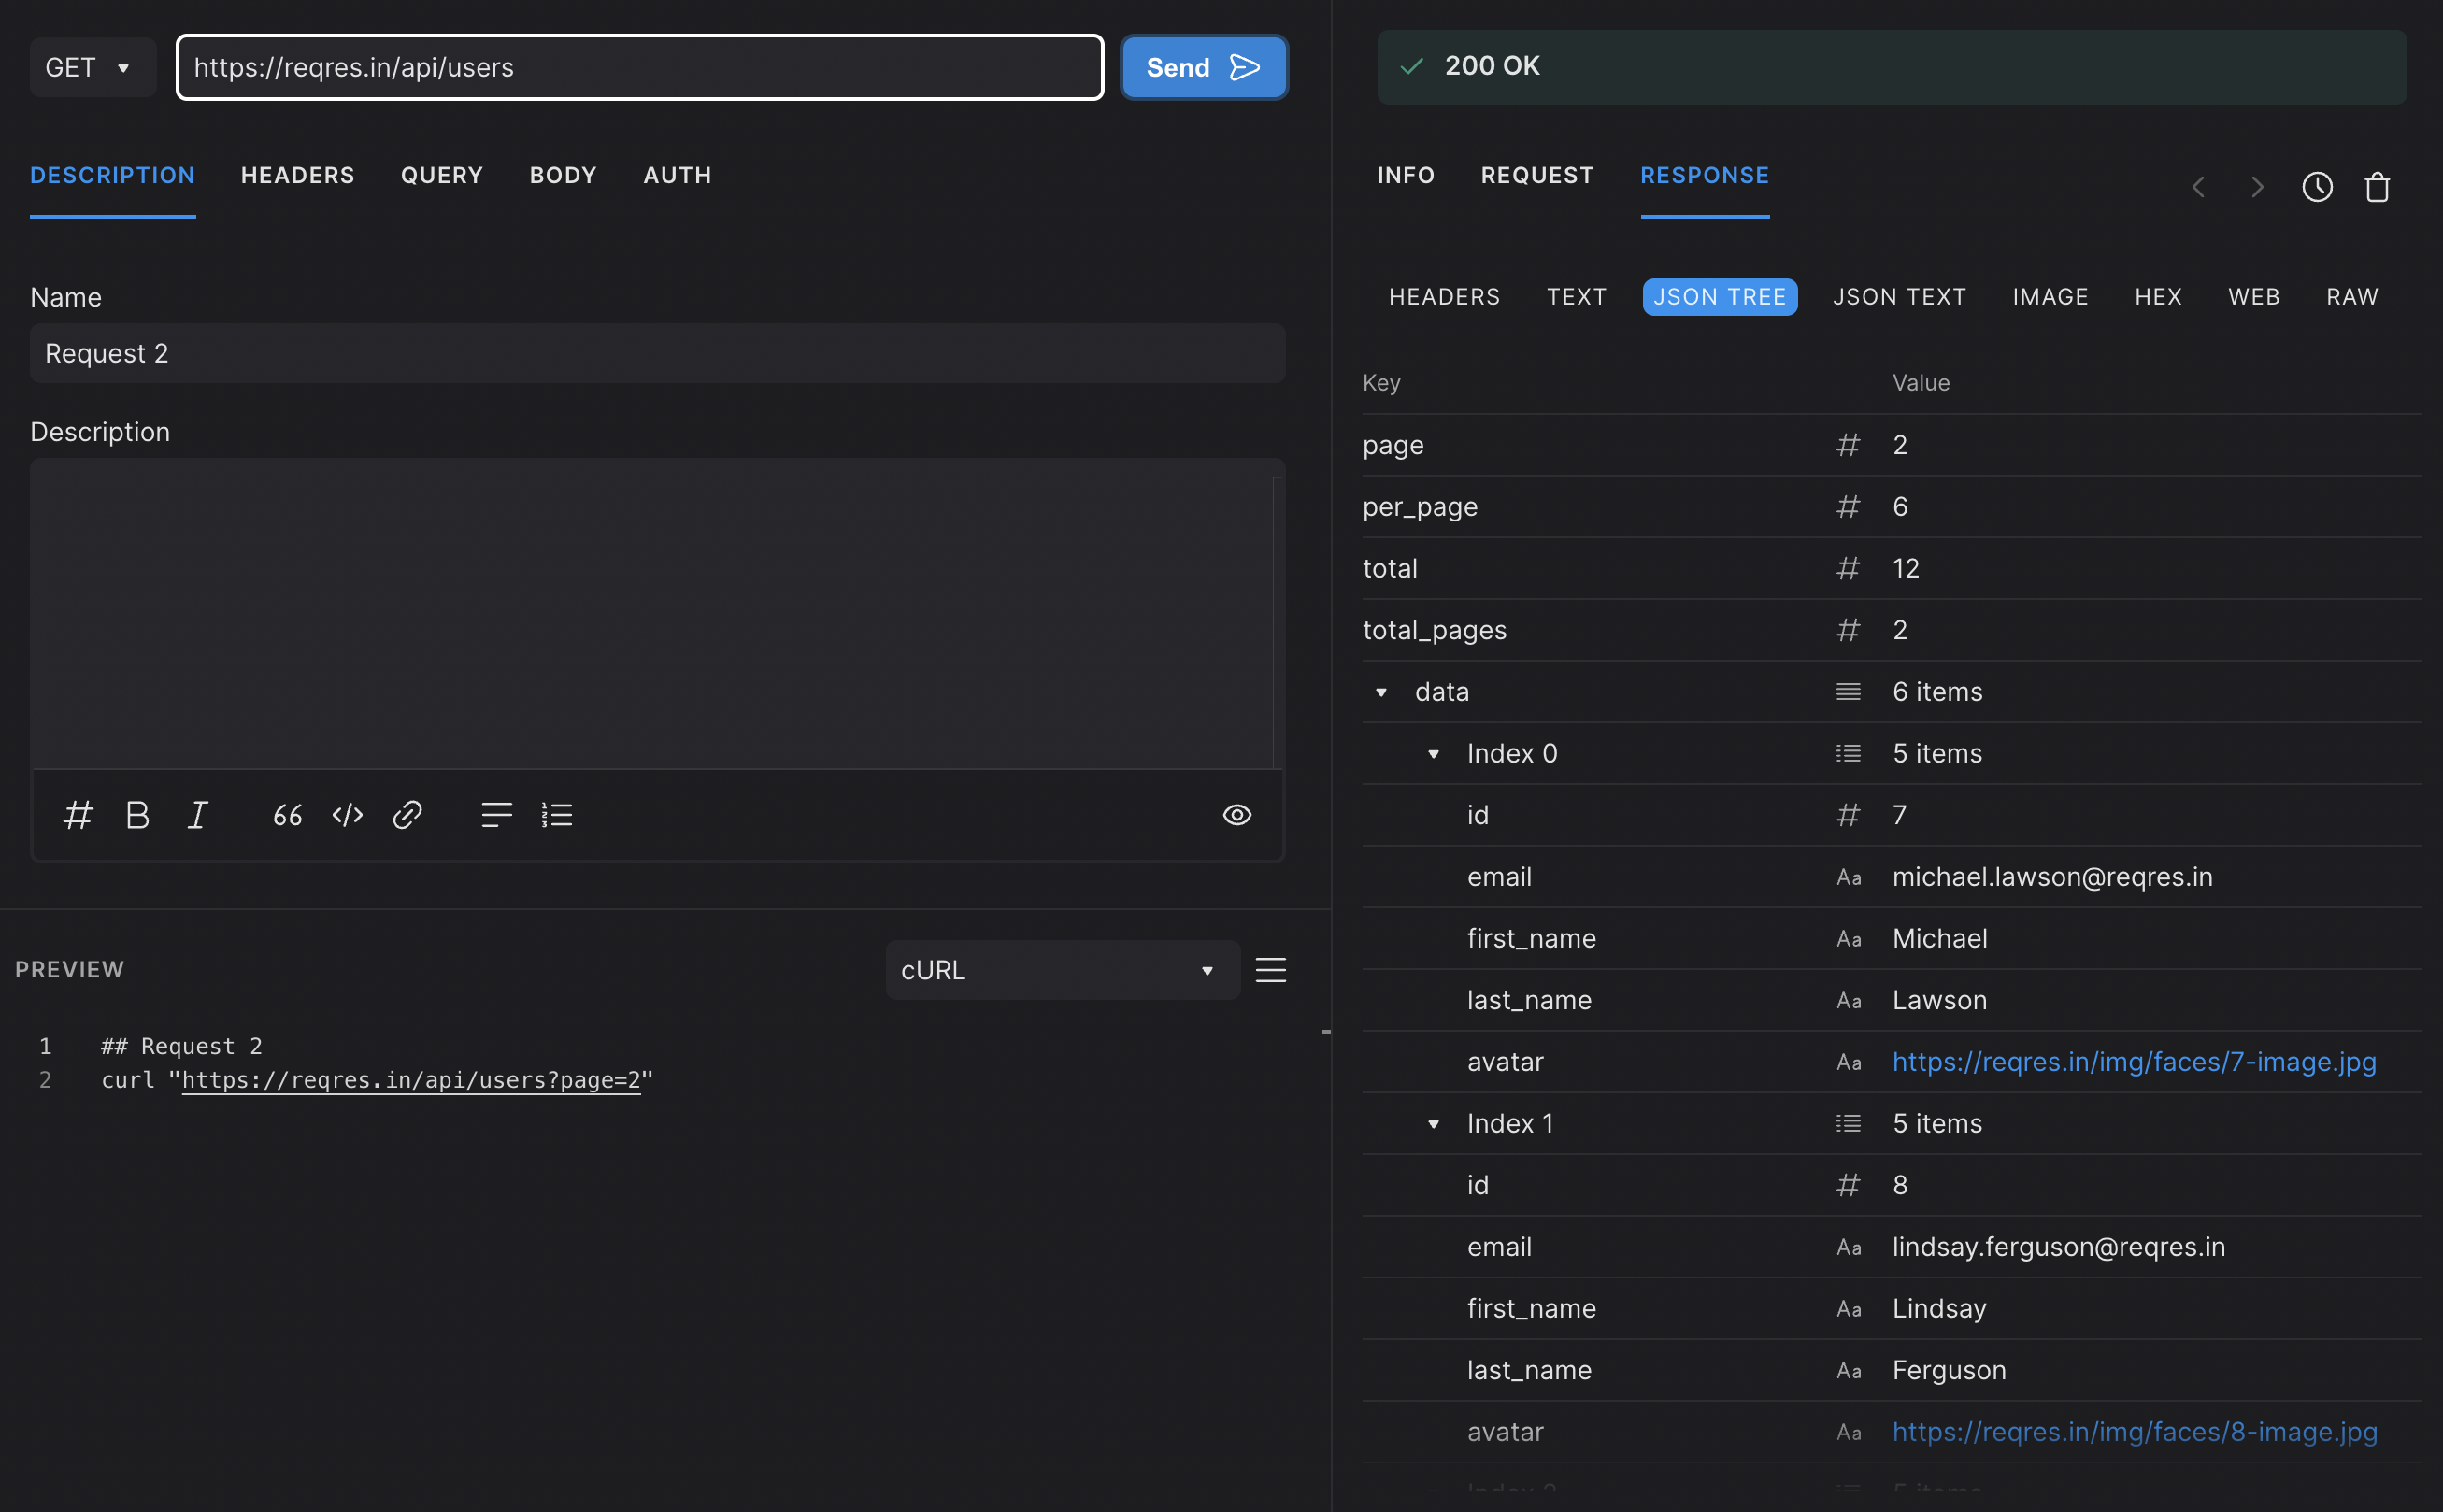 GET
https://reqres.in/api/users
Send
DESCRIPTION HEADERS QUERY BODY AUTH
Name
Request 2
Description
PREVIEW
cURL
1 ## Request 2
2 curl "https://reqres.in/api/users?page=2"
200 OK
INFO REQUEST RESPONSE
HEADERS TEXT JSON TREE JSON TEXT IMAGE HEX WEB RAW
Key Value
page # 2
per_page # 6
total # 12
total_pages # 2
data 6 items
Index 0 5 items
id # 7
email Aa michael.lawson@reqres.in
first_name Aa Michael
last_name Aa Lawson
avatar Aa https://reqres.in/img/faces/7-image.jpg
Index 1 5 items
id # 8
email Aa lindsay.ferguson@reqres.in
first_name Aa Lindsay
last_name Aa Ferguson
avatar Aa https://reqres.in/img/faces/8-image.jpg